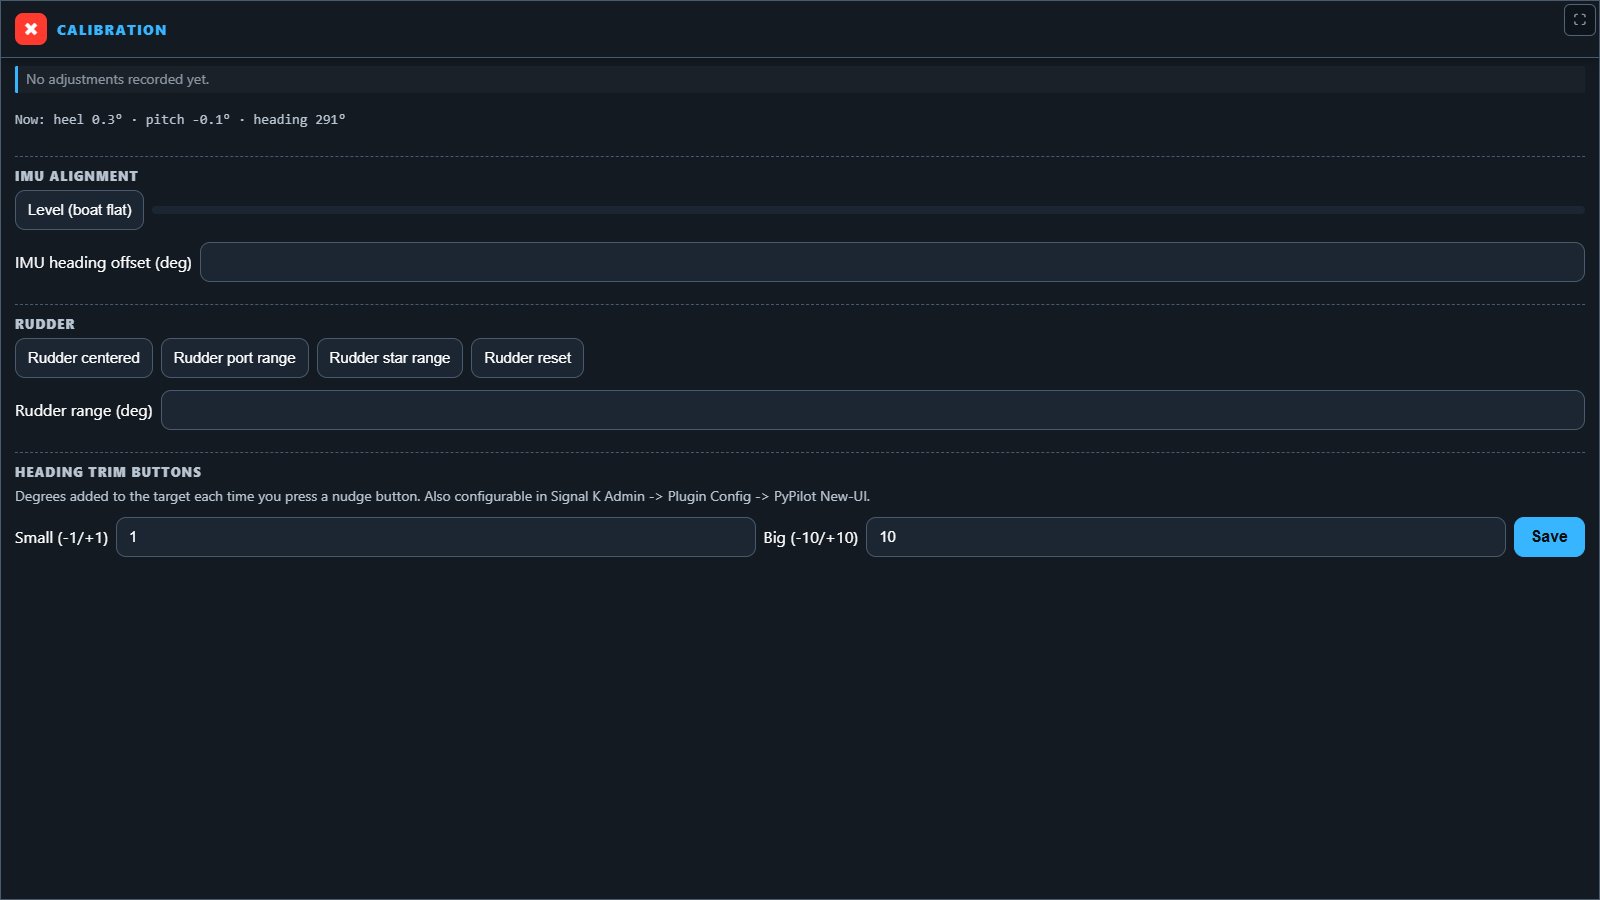 CALIBRATION
No adjustments recorded yet.
Now: heel 0.3° · pitch -0.1° · heading 291°
IMU ALIGNMENT
Level (boat flat)
IMU heading offset (deg)
RUDDER
Rudder centered Rudder port range Rudder star range Rudder reset
Rudder range (deg)
HEADING TRIM BUTTONS
Degrees added to the target each time you press a nudge button. Also configurable in Signal K Admin -> Plugin Config -> PyPilot New-UI.
Small (-1/+1) 1 Big (-10/+10) 10 Save